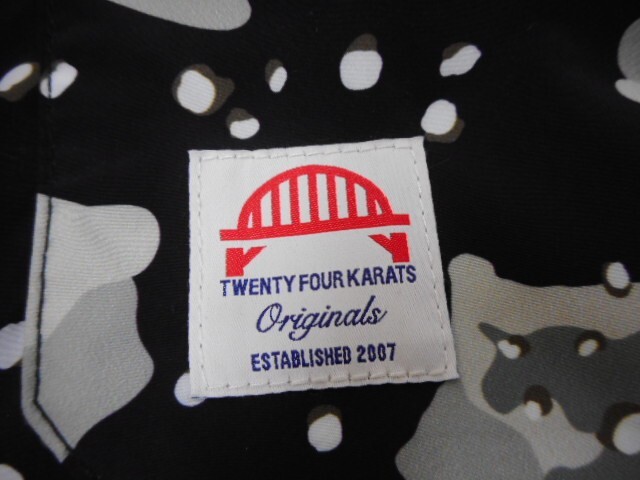 TWENTY FOUR KARATS
Originals
ESTABLISHED 2007